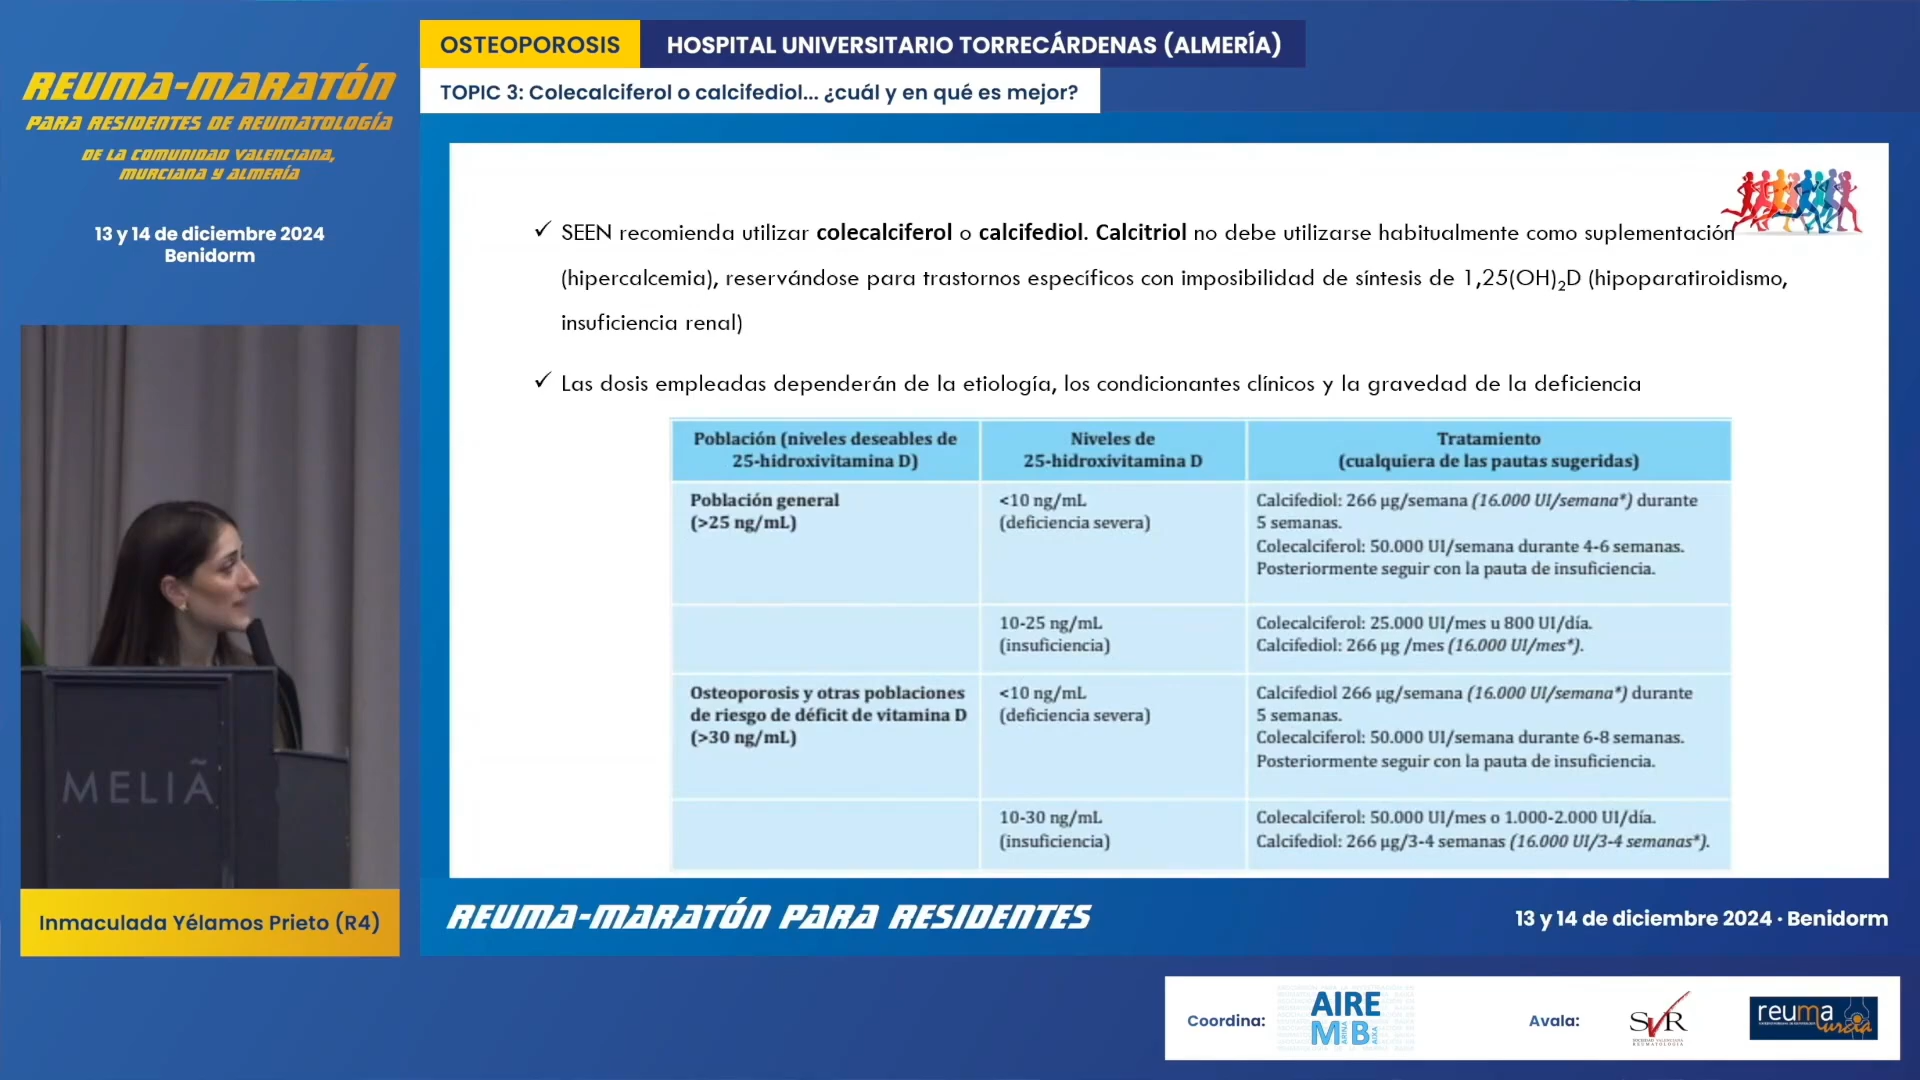 REUMA-MARATÓN
PARA RESIDENTES DE REUMATOLOGÍA
DE LA COMUNIDAD VALENCIANA,
MURCIANA Y ALMERÍA
13 y 14 de diciembre 2024
Benidorm
OSTEOPOROSIS
HOSPITAL UNIVERSITARIO TORRECÁRDENAS (ALMERÍA)
TOPIC 3: Colecalciferol o calcifediol... ¿cuál y en qué es mejor?
✓ SEEN recomienda utilizar colecalciferol o calcifediol. Calcitriol no debe utilizarse habitualmente como suplementación
(hipercalcemia), reservándose para trastornos específicos con imposibilidad de síntesis de 1,25(OH)₂D (hipoparatiroidismo,
insuficiencia renal)
✓ Las dosis empleadas dependerán de la etiología, los condicionantes clínicos y la gravedad de la deficiencia
Población (niveles deseables de
25-hidroxivitamina D)
Niveles de
25-hidroxivitamina D
Tratamiento
(cualquiera de las pautas sugeridas)
Población general
(>25 ng/mL)
<10 ng/mL
(deficiencia severa)
Calcifediol: 266 µg/semana (16.000 UI/semana*) durante
5 semanas.
Colecalciferol: 50.000 UI/semana durante 4-6 semanas.
Posteriormente seguir con la pauta de insuficiencia.
10-25 ng/mL
(insuficiencia)
Colecalciferol: 25.000 UI/mes u 800 UI/día.
Calcifediol: 266 µg /mes (16.000 UI/mes*).
Osteoporosis y otras poblaciones
de riesgo de déficit de vitamina D
(>30 ng/mL)
<10 ng/mL
(deficiencia severa)
Calcifediol 266 µg/semana (16.000 UI/semana*) durante
5 semanas.
Colecalciferol: 50.000 UI/semana durante 6-8 semanas.
Posteriormente seguir con la pauta de insuficiencia.
10-30 ng/mL
(insuficiencia)
Colecalciferol: 50.000 UI/mes o 1.000-2.000 UI/día.
Calcifediol: 266 µg/3-4 semanas (16.000 UI/3-4 semanas*).
MELIÃ
Inmaculada Yélamos Prieto (R4)
REUMA-MARATÓN PARA RESIDENTES
13 y 14 de diciembre 2024 · Benidorm
Coordina:
AIRE
MARINA BAIXA
Avala:
SVR
SOCIEDAD VALENCIANA
REUMATOLOGÍA
reuma
murcia